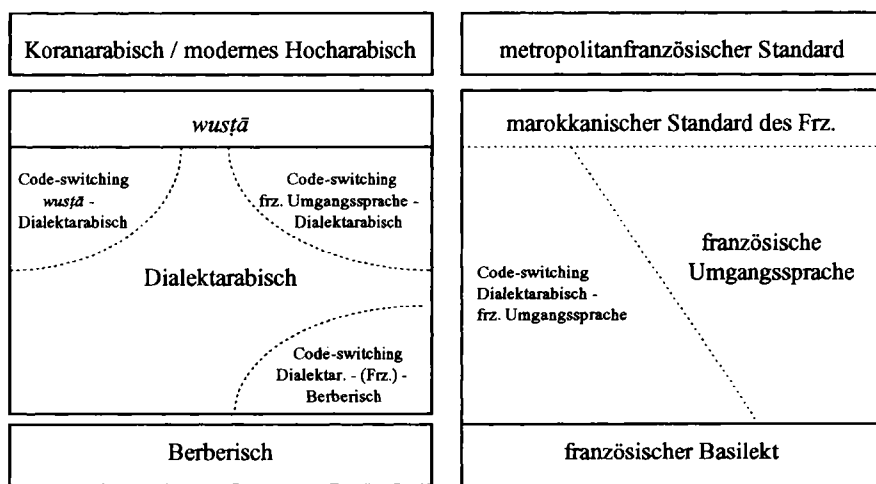 Koranarabisch / modernes Hocharabisch
wusṭā
Code-switching
wusṭā -
Dialektarabisch
Code-switching
frz. Umgangssprache -
Dialektarabisch
Dialektarabisch
Code-switching
Dialektar. - (Frz.) -
Berberisch
Berberisch
metropolitanfranzösischer Standard
marokkanischer Standard des Frz.
Code-switching
Dialektarabisch -
frz. Umgangssprache
französische
Umgangssprache
französischer Basilekt